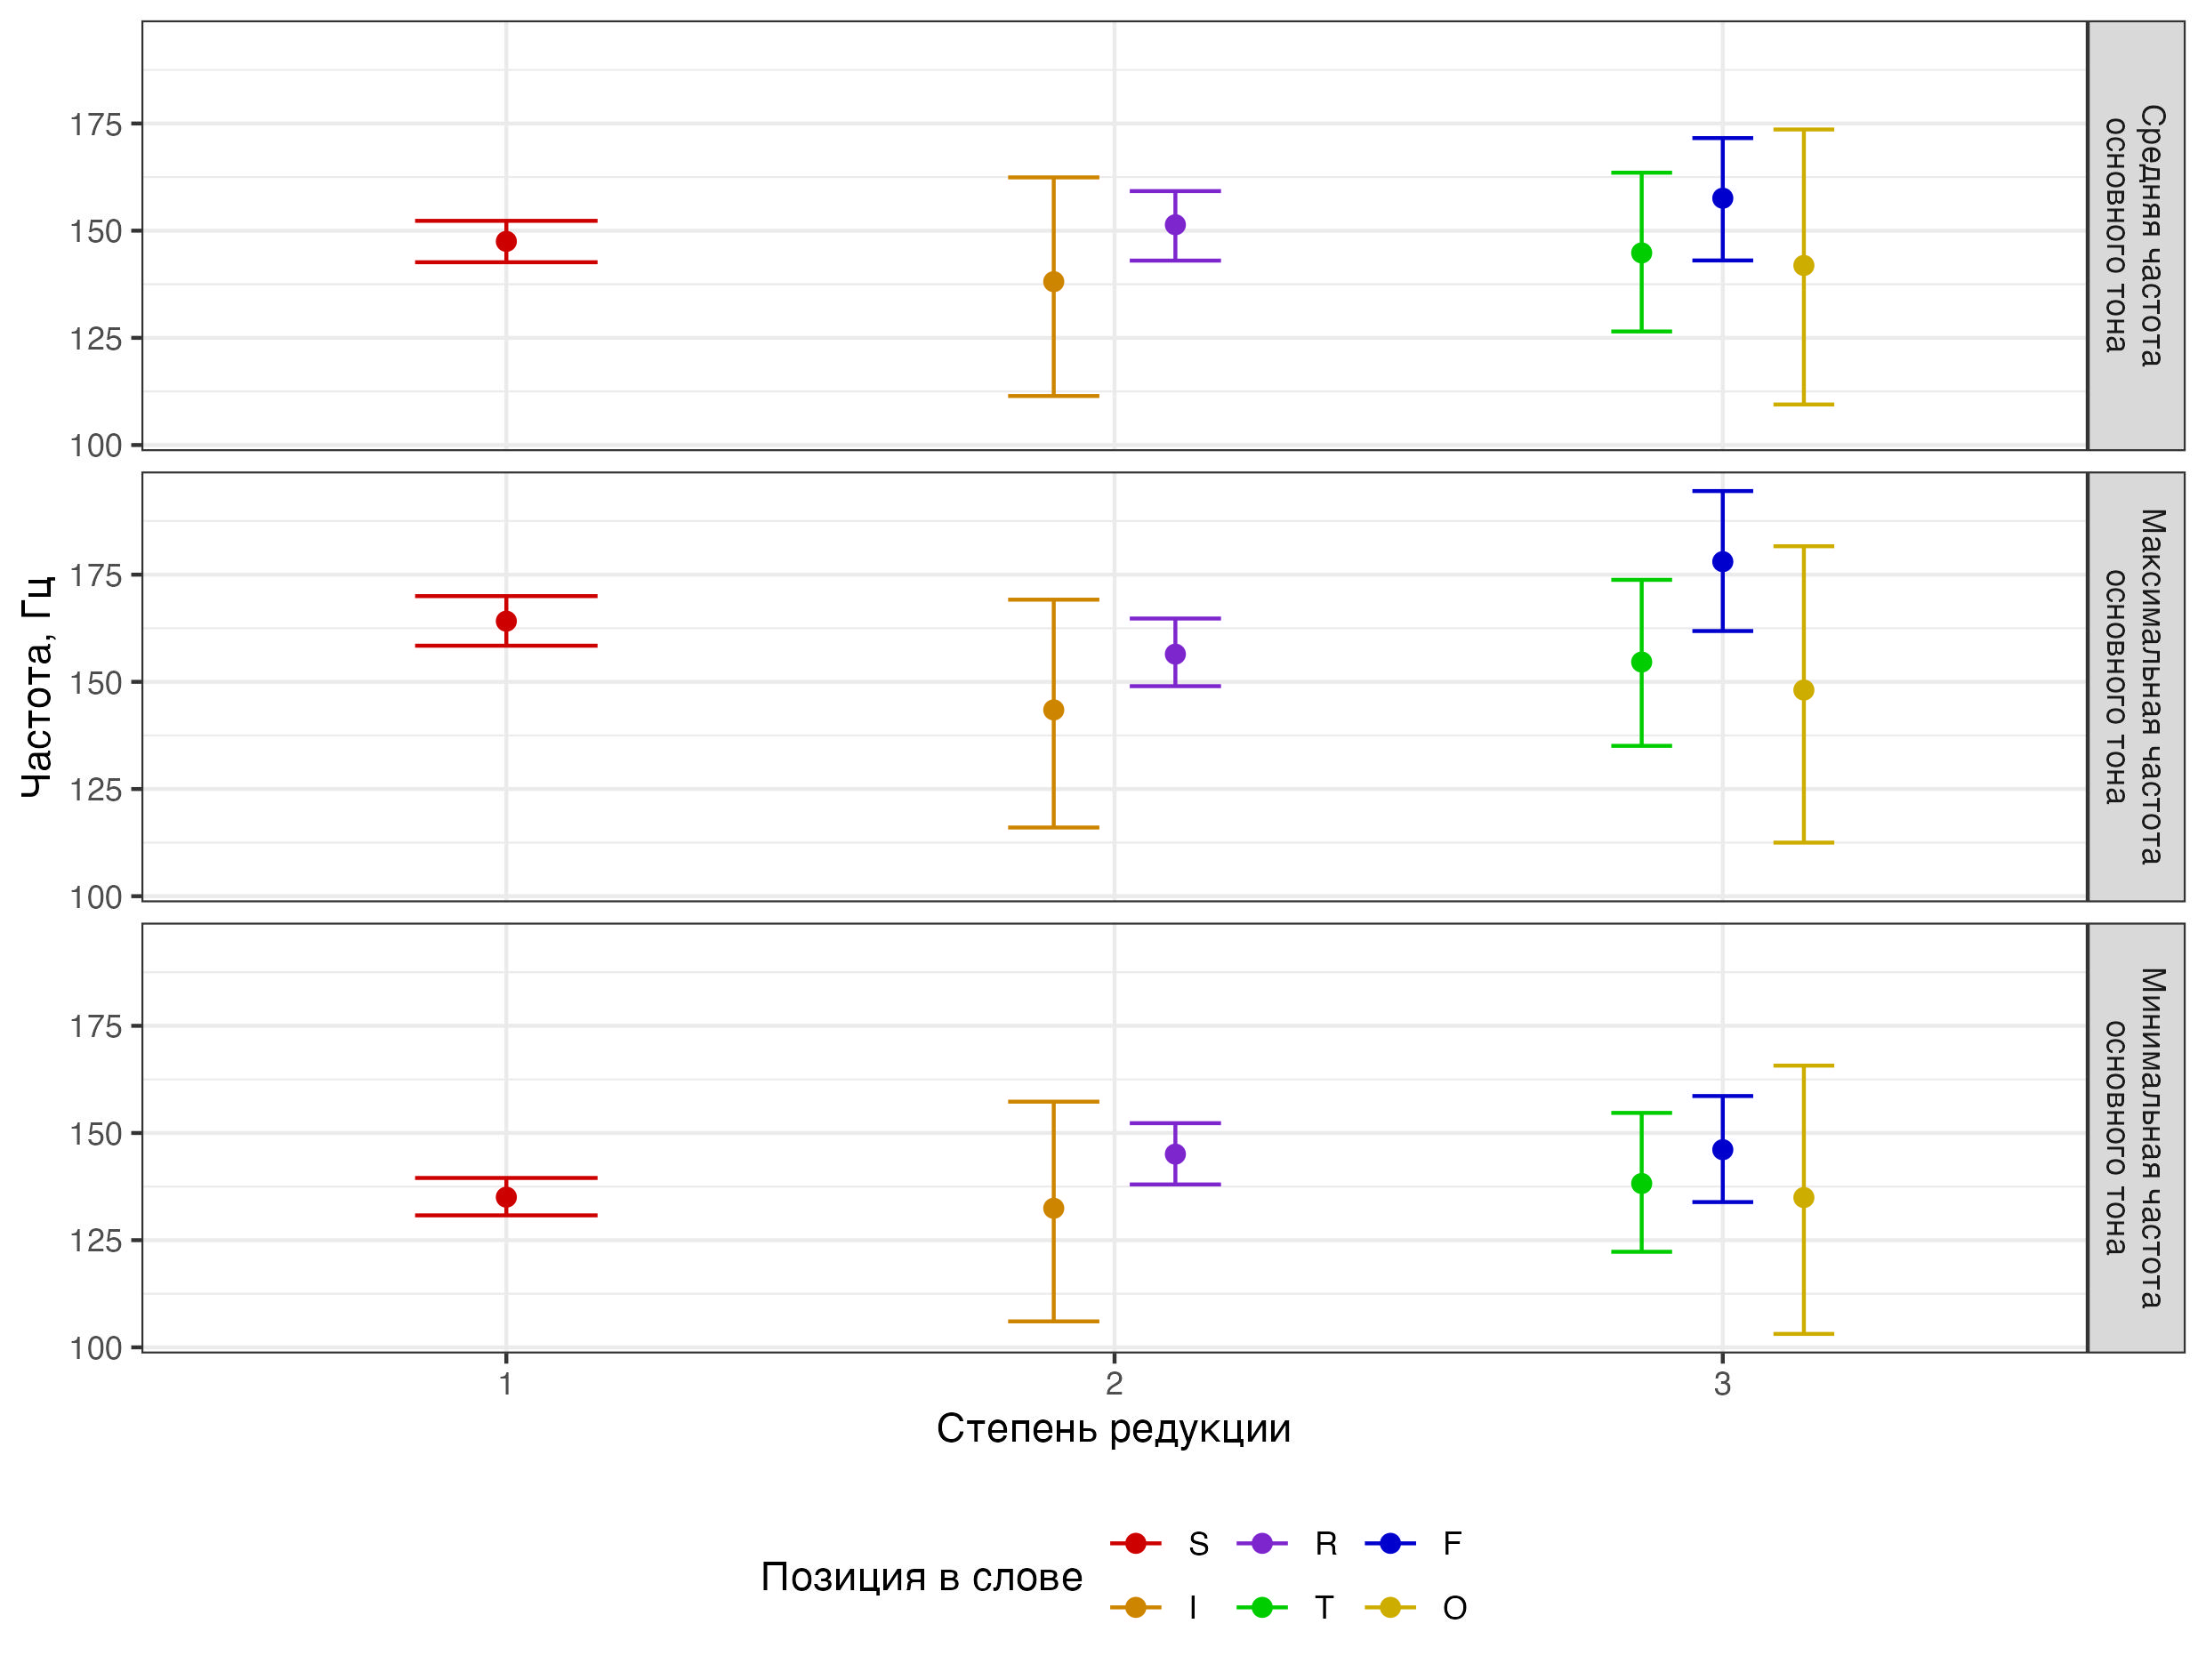 Частота, Гц
175
150
125
100
Средняя частота
основного тона
175
150
125
100
Максимальная частота
основного тона
175
150
125
100
Минимальная частота
основного тона
1 2 3
Степень редукции
Позиция в слове
S R F
I T O